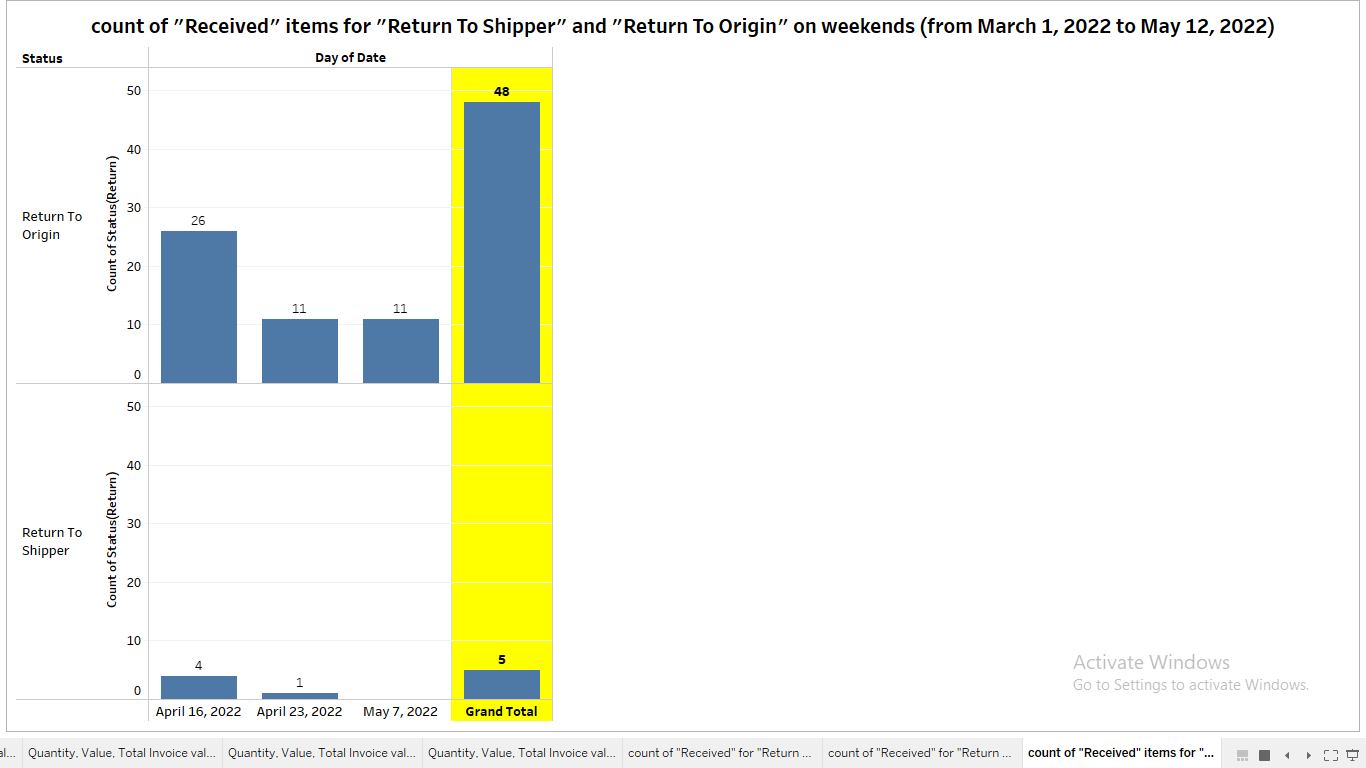 count of "Received" items for "Return To Shipper" and "Return To Origin" on weekends (from March 1, 2022 to May 12, 2022)
Status
Day of Date
50
48
40
30
Return To
Origin
Count of Status(Return)
26
20
11
11
10
0
50
40
30
Return To
Shipper
Count of Status(Return)
20
10
4
1
5
0
April 16, 2022
April 23, 2022
May 7, 2022
Grand Total
Activate Windows
Go to Settings to activate Windows.
al...
Quantity, Value, Total Invoice val...
Quantity, Value, Total Invoice val...
Quantity, Value, Total Invoice val...
count of "Received" for "Return ...
count of "Received" for "Return ...
count of "Received" items for "...